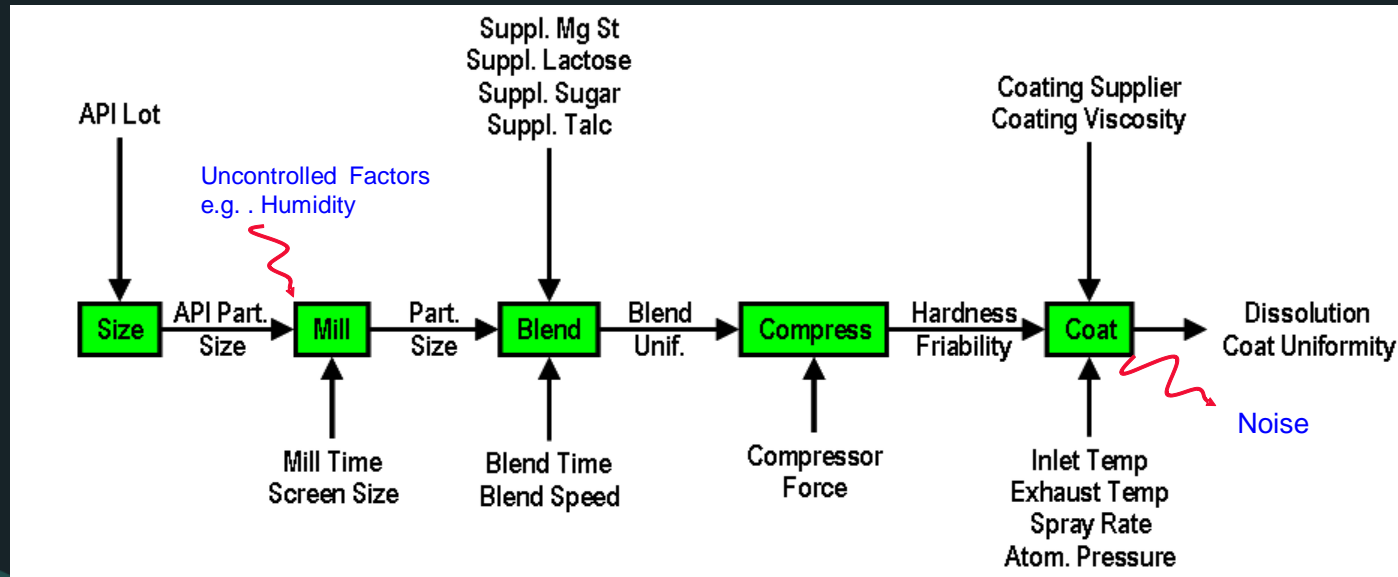 Suppl. Mg St
Suppl. Lactose
Suppl. Sugar
Suppl. Talc
Coating Supplier
Coating Viscosity
API Lot
Uncontrolled Factors
e.g. . Humidity
Size
API Part.
Size
Mill
Part.
Size
Blend
Blend
Unif.
Compress
Hardness
Friability
Coat
Dissolution
Coat Uniformity
Noise
Mill Time
Screen Size
Blend Time
Blend Speed
Compressor
Force
Inlet Temp
Exhaust Temp
Spray Rate
Atom. Pressure